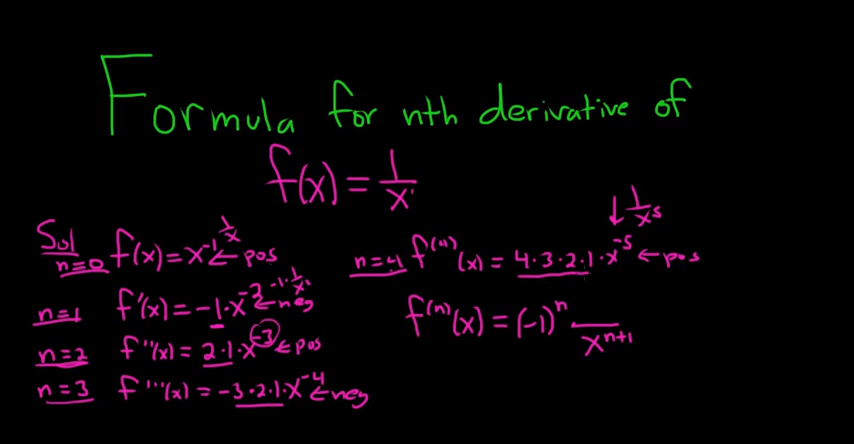 Formula for nth derivative of
f(x) = 1/x
Sol
n=0 f(x) = x^-1 ← pos 1/x
n=1 f'(x) = -1·x^-2 ← neg -1·1/x²
n=2 f''(x) = 2·1·x^-3 ← pos
n=3 f'''(x) = -3·2·1·x^-4 ← neg
n=4 f^(4)(x) = 4·3·2·1·x^-5 ← pos ↓ 1/x^5
f^(n)(x) = (-1)^n · /x^n+1